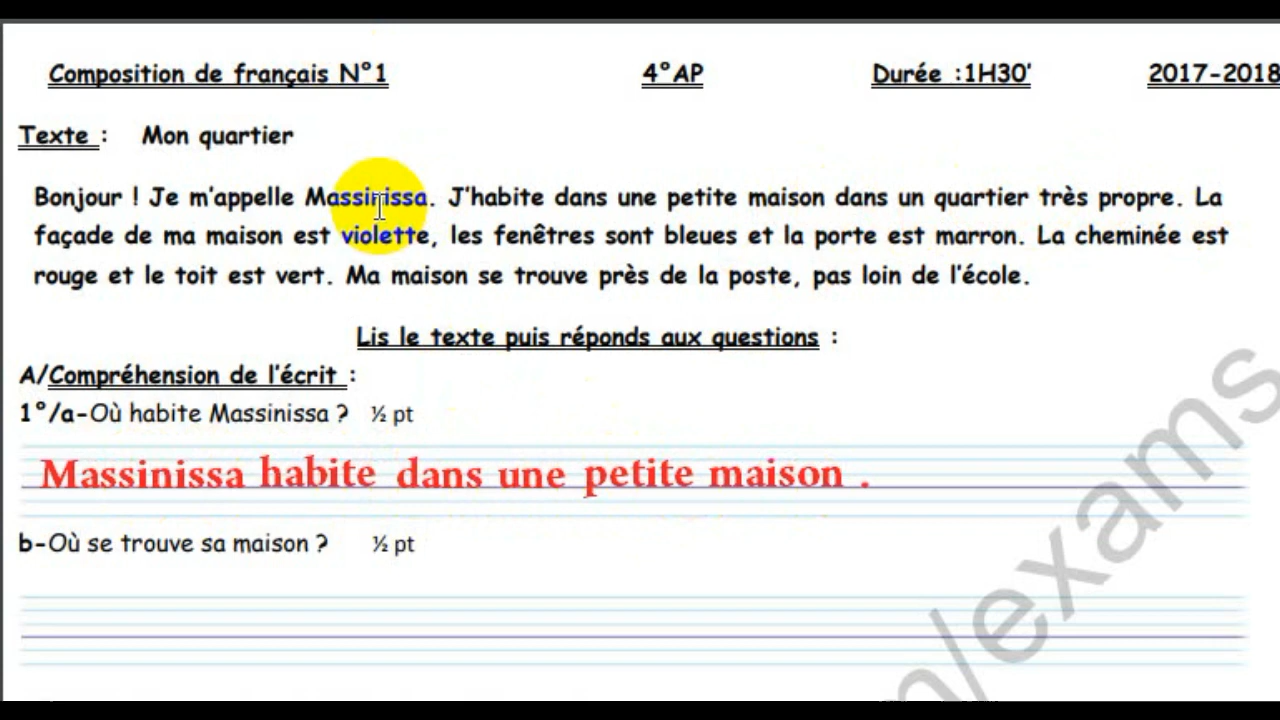 Composition de français N°1 4°AP Durée :1H30' 2017-2018
Texte : Mon quartier
Bonjour ! Je m'appelle Massinissa. J'habite dans une petite maison dans un quartier très propre. La
façade de ma maison est violette, les fenêtres sont bleues et la porte est marron. La cheminée est
rouge et le toit est vert. Ma maison se trouve près de la poste, pas loin de l'école.
Lis le texte puis réponds aux questions :
A/Compréhension de l'écrit :
1°/a-Où habite Massinissa ? ½ pt
Massinissa habite dans une petite maison .
b-Où se trouve sa maison ? ½ pt
/exams